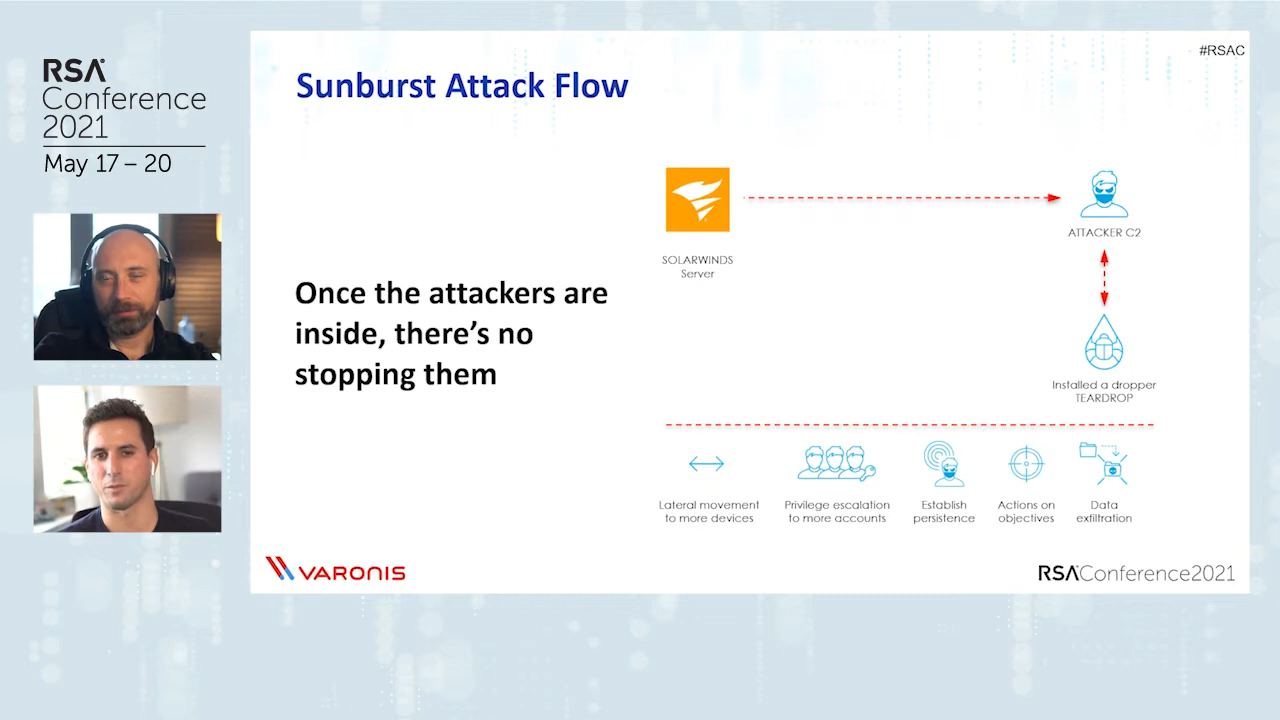 RSA
Conference
2021
May 17 – 20
#RSAC
Sunburst Attack Flow
Once the attackers are
inside, there's no
stopping them
SOLARWINDS
Server
ATTACKER C2
Installed a dropper
TEARDROP
Lateral movement
to more devices
Privilege escalation
to more accounts
Establish
persistence
Actions on
objectives
Data
exfiltration
VARONIS
RSAConference2021